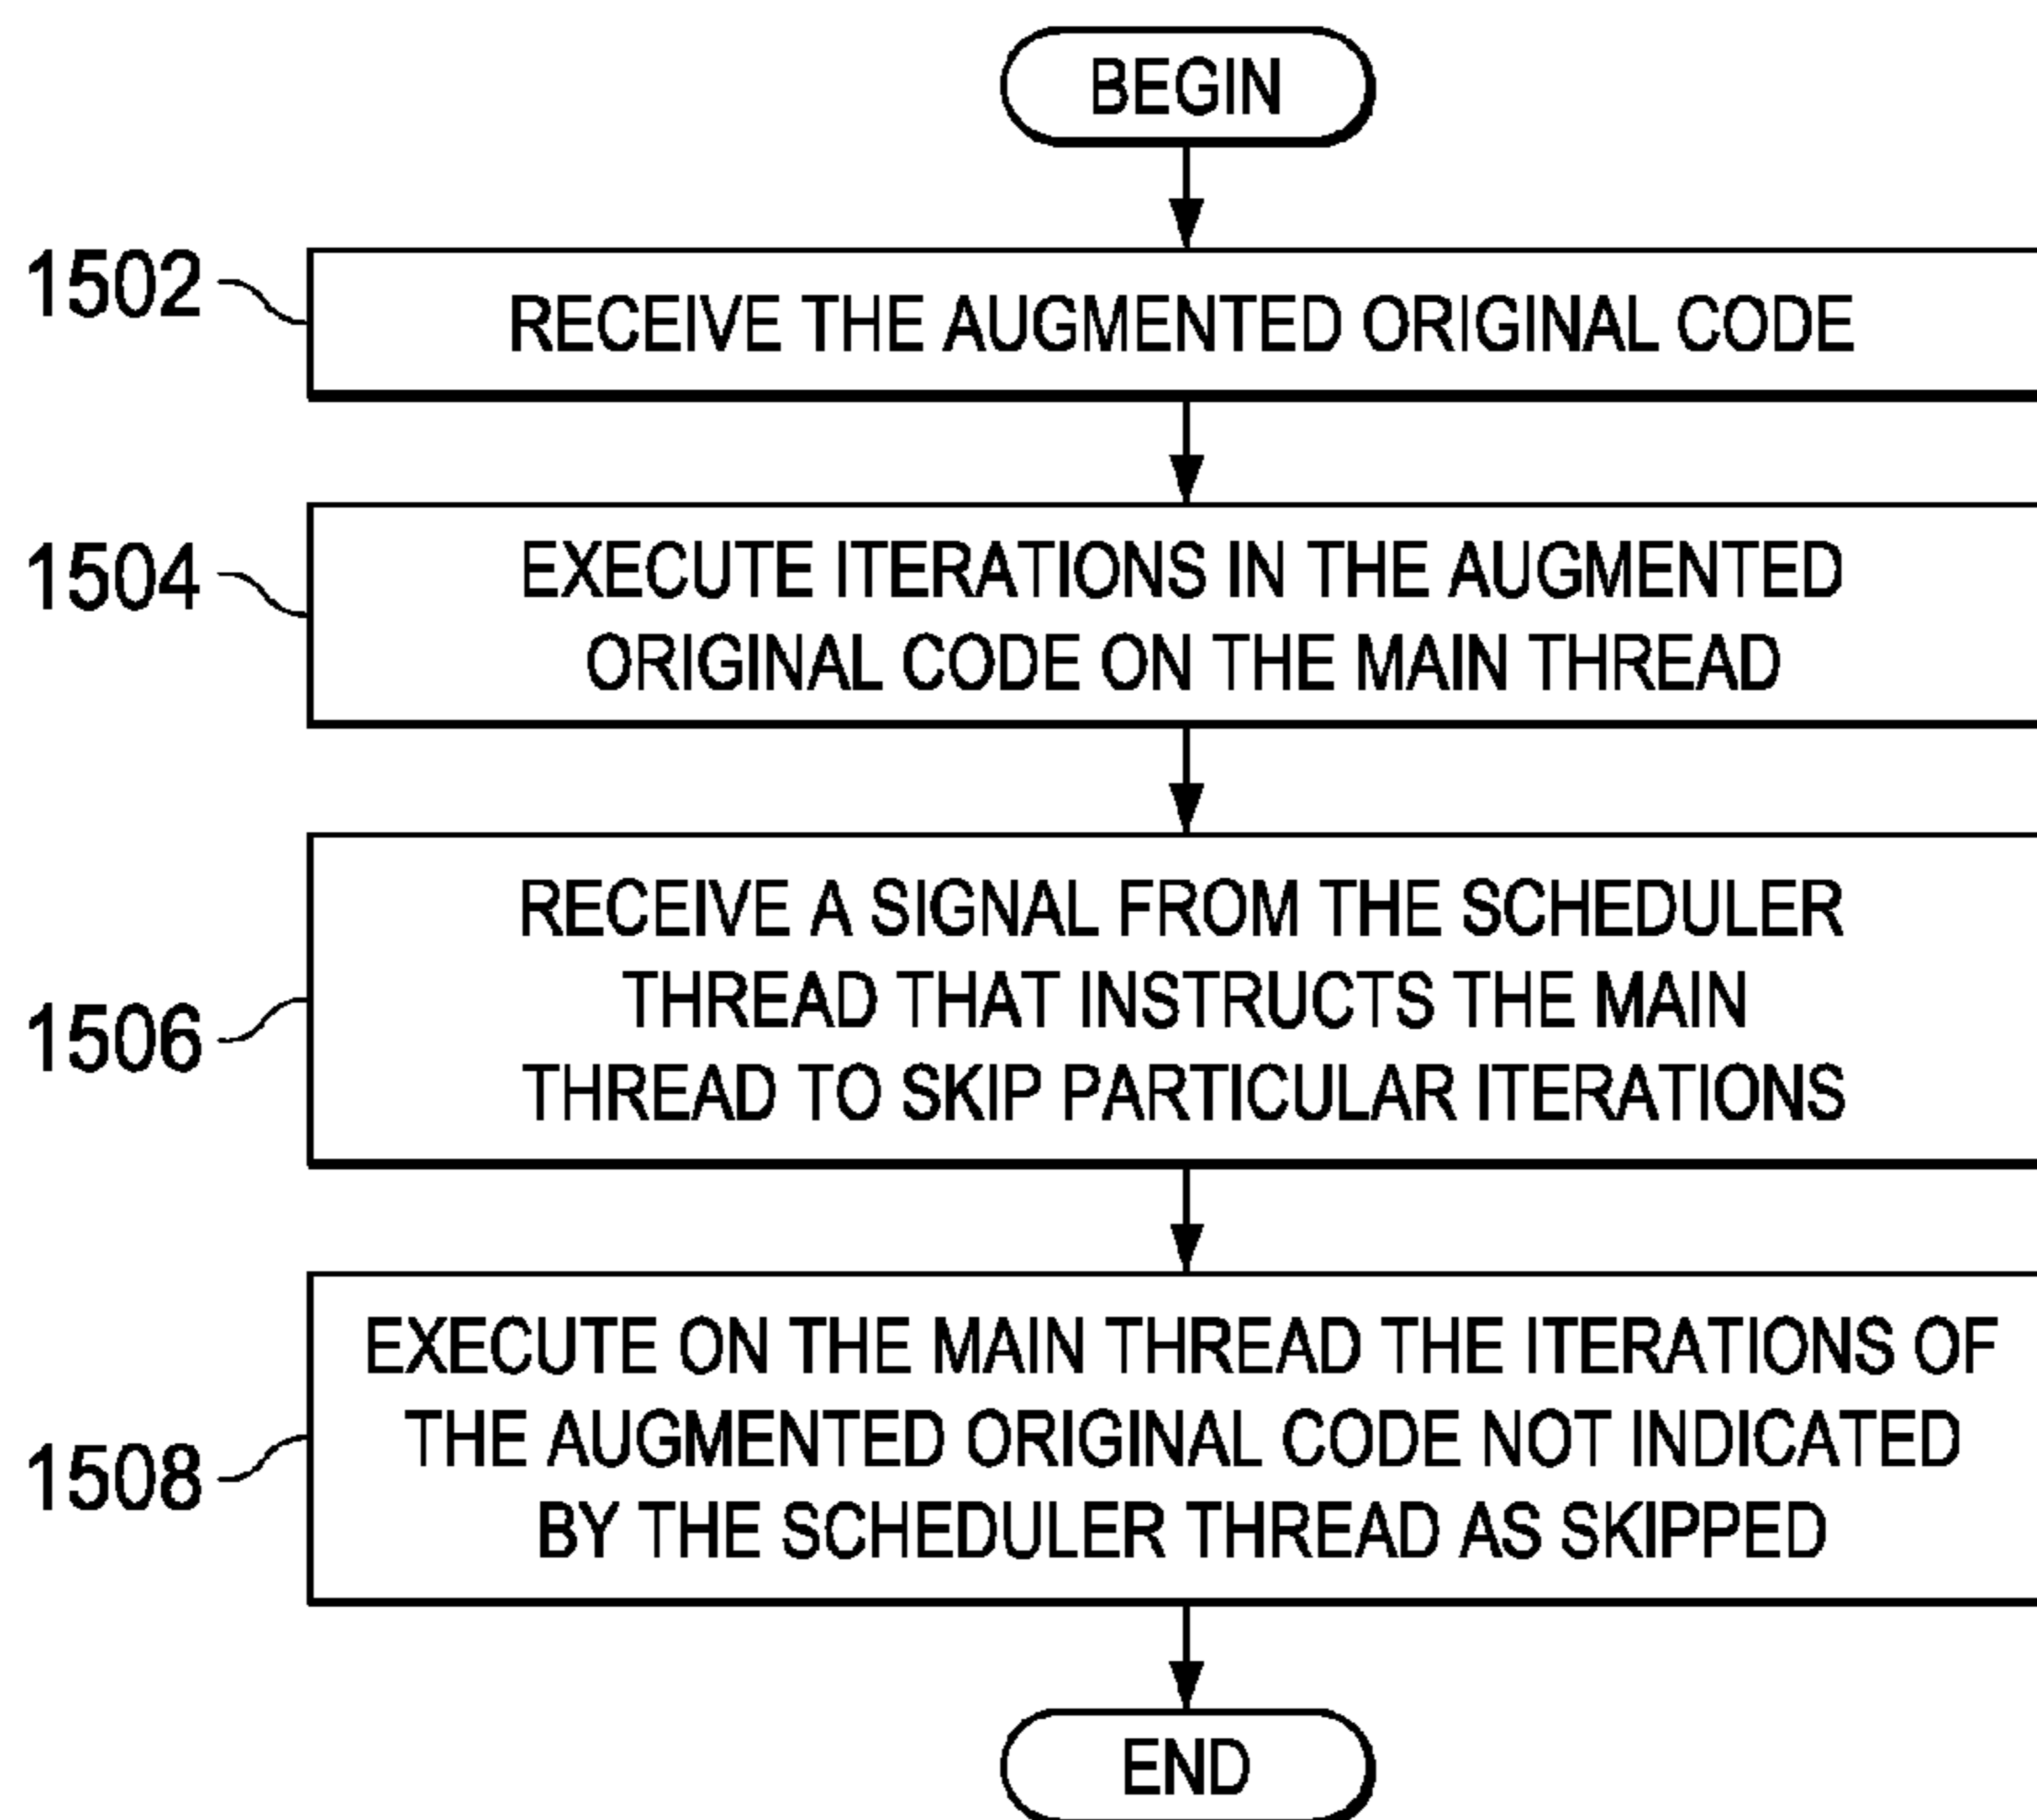 BEGIN
1502
RECEIVE THE AUGMENTED ORIGINAL CODE
1504
EXECUTE ITERATIONS IN THE AUGMENTED
ORIGINAL CODE ON THE MAIN THREAD
1506
RECEIVE A SIGNAL FROM THE SCHEDULER
THREAD THAT INSTRUCTS THE MAIN
THREAD TO SKIP PARTICULAR ITERATIONS
1508
EXECUTE ON THE MAIN THREAD THE ITERATIONS OF
THE AUGMENTED ORIGINAL CODE NOT INDICATED
BY THE SCHEDULER THREAD AS SKIPPED
END